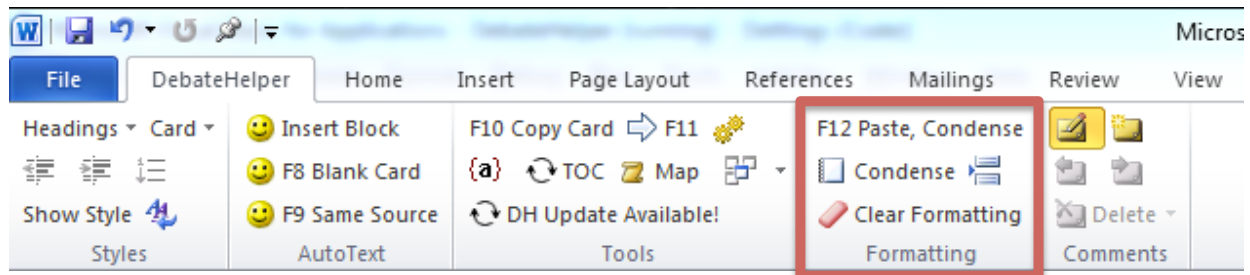 W Micros
File DebateHelper Home Insert Page Layout References Mailings Review View
Headings Card Insert Block F10 Copy Card F11 F12 Paste, Condense
F8 Blank Card {a} TOC Map Condense
Show Style F9 Same Source DH Update Available! Clear Formatting Delete
Styles AutoText Tools Formatting Comments